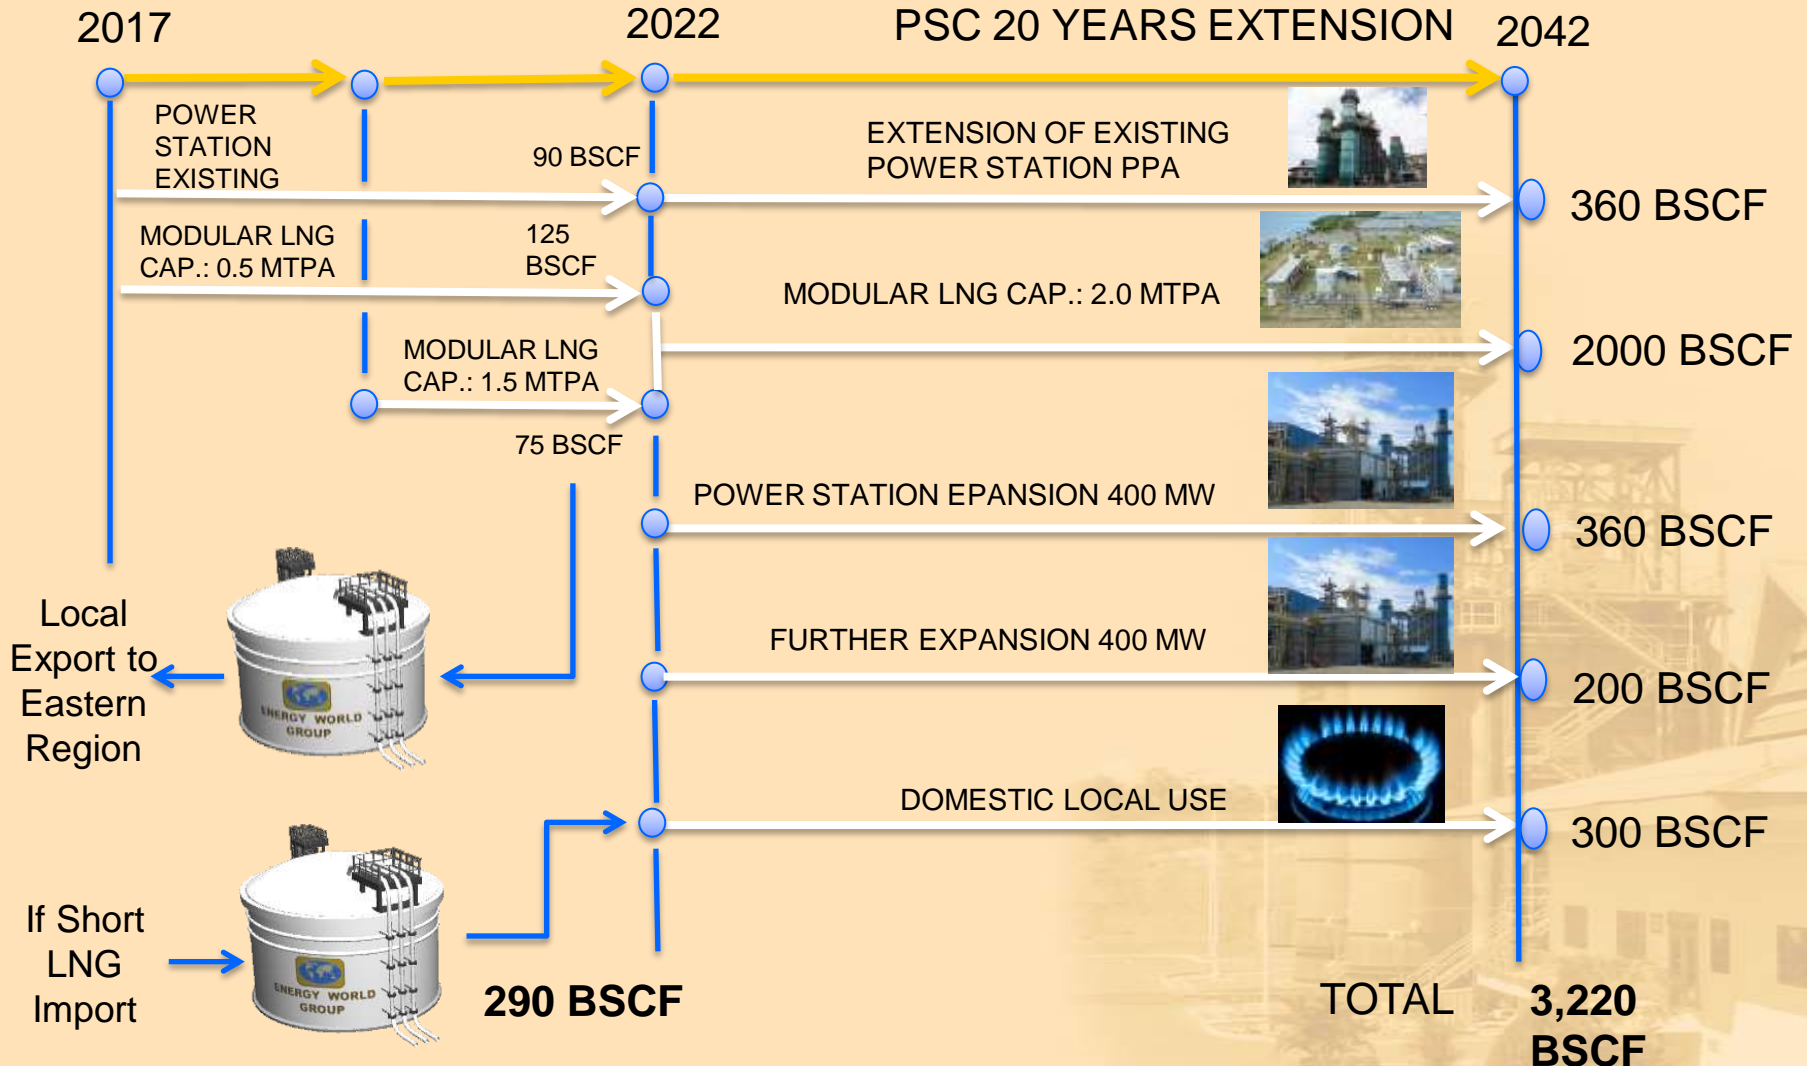 2017
2022
PSC 20 YEARS EXTENSION
2042
POWER
STATION
EXISTING
90 BSCF
EXTENSION OF EXISTING
POWER STATION PPA
360 BSCF
MODULAR LNG
CAP.: 0.5 MTPA
125
BSCF
MODULAR LNG CAP.: 2.0 MTPA
2000 BSCF
MODULAR LNG
CAP.: 1.5 MTPA
75 BSCF
POWER STATION EPANSION 400 MW
360 BSCF
Local
Export to
Eastern
Region
ENERGY WORLD
GROUP
FURTHER EXPANSION 400 MW
200 BSCF
DOMESTIC LOCAL USE
300 BSCF
If Short
LNG
Import
ENERGY WORLD
GROUP
290 BSCF
TOTAL
3,220
BSCF